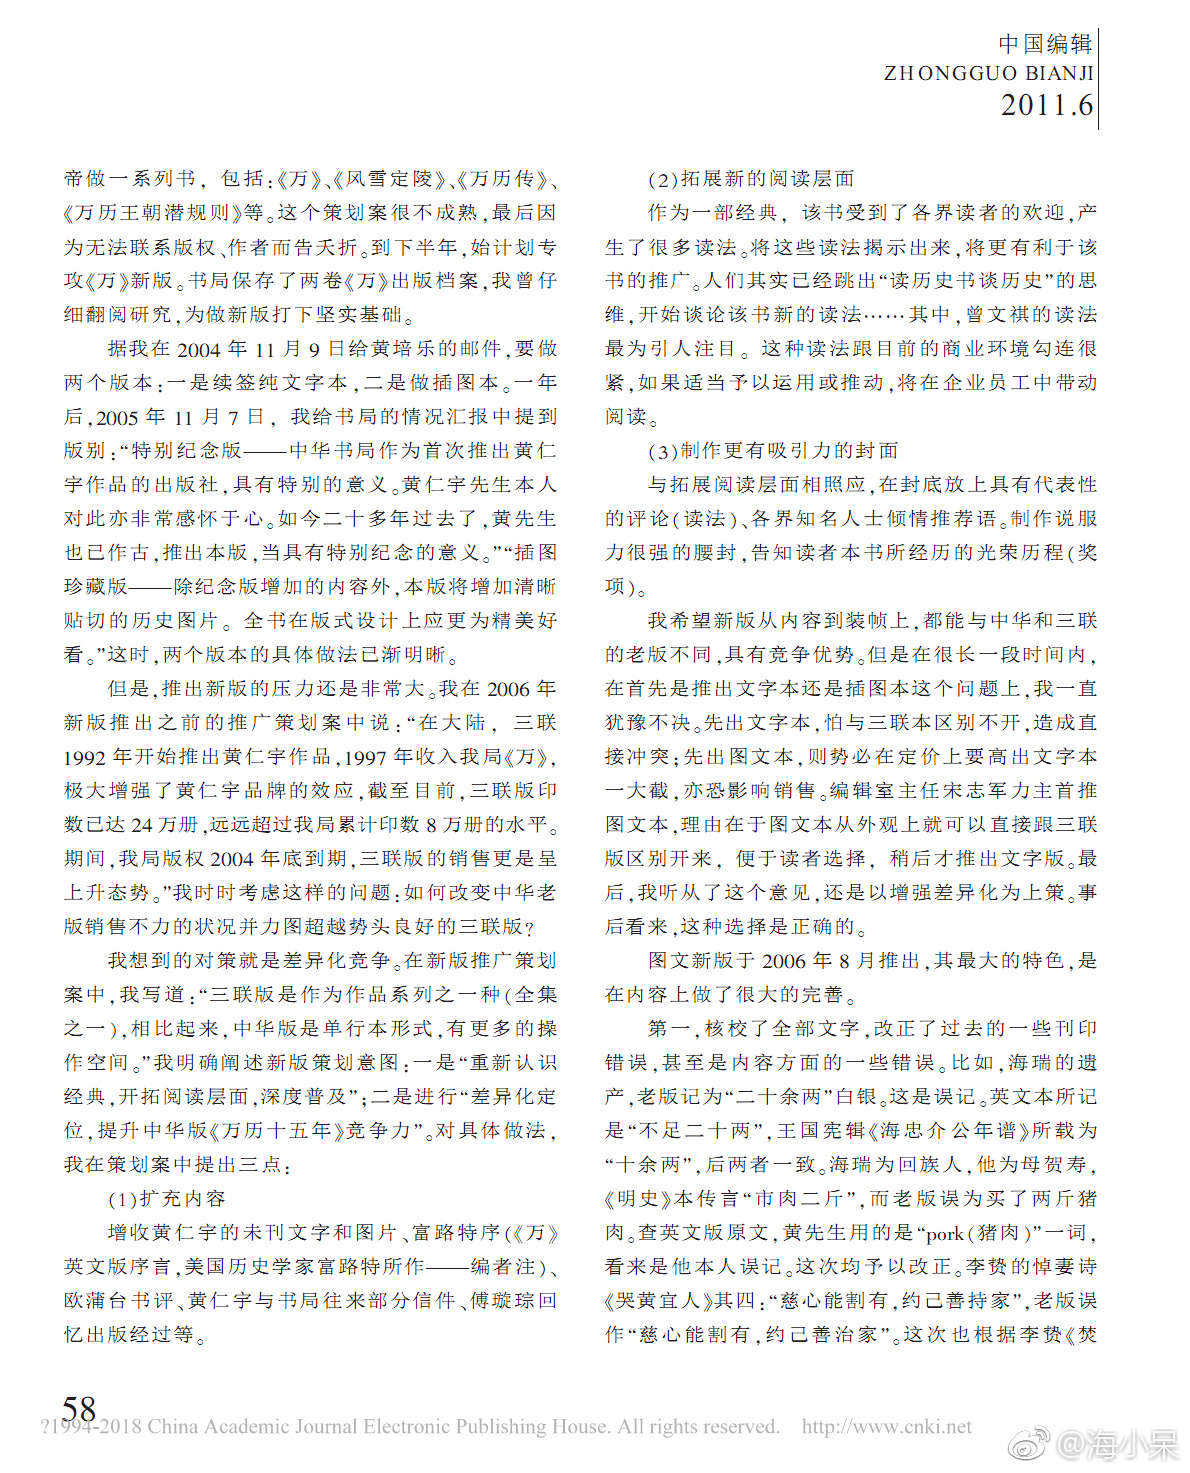 中国编辑
ZHONGGUO BIANJI
2011.6
帝做一系列书，包括：《万》、《风雪定陵》、《万历传》、
《万历王朝潜规则》等。这个策划案很不成熟，最后因
为无法联系版权、作者而告夭折。到下半年，始计划专
攻《万》新版。书局保存了两卷《万》出版档案，我曾仔
细翻阅研究，为做新版打下坚实基础。
据我在 2004 年 11 月 9 日给黄培乐的邮件，要做
两个版本：一是续签纯文字本，二是做插图本。一年
后，2005 年 11 月 7 日，我给书局的情况汇报中提到
版别：“特别纪念版——中华书局作为首次推出黄仁
宇作品的出版社，具有特别的意义。黄仁宇先生本人
对此亦非常感怀于心。如今二十多年过去了，黄先生
也已作古，推出本版，当具有特别纪念的意义。”“插图
珍藏版——除纪念版增加的内容外，本版将增加清晰
贴切的历史图片。全书在版式设计上应更为精美好
看。”这时，两个版本的具体做法已渐明晰。
但是，推出新版的压力还是非常大。我在 2006 年
新版推出之前的推广策划案中说：“在大陆，三联
1992 年开始推出黄仁宇作品，1997 年收入我局《万》，
极大增强了黄仁宇品牌的效应，截至目前，三联版印
数已达 24 万册，远远超过我局累计印数 8 万册的水平。
期间，我局版权 2004 年底到期，三联版的销售更是呈
上升态势。”我时时考虑这样的问题：如何改变中华老
版销售不力的状况并力图超越势头良好的三联版？
我想到的对策就是差异化竞争。在新版推广策划
案中，我写道：“三联版是作为作品系列之一种(全集
之一)，相比起来，中华版是单行本形式，有更多的操
作空间。”我明确阐述新版策划意图：一是“重新认识
经典，开拓阅读层面，深度普及”；二是进行“差异化定
位，提升中华版《万历十五年》竞争力”。对具体做法，
我在策划案中提出三点：
(1)扩充内容
增收黄仁宇的未刊文字和图片、富路特序(《万》
英文版序言，美国历史学家富路特所作——编者注)、
欧蒲台书评、黄仁宇与书局往来部分信件、傅璇琮回
忆出版经过等。
(2)拓展新的阅读层面
作为一部经典，该书受到了各界读者的欢迎，产
生了很多读法。将这些读法揭示出来，将更有利于该
书的推广。人们其实已经跳出“读历史书谈历史”的思
维，开始谈论该书新的读法……其中，曾文祺的读法
最为引人注目。这种读法跟目前的商业环境勾连很
紧，如果适当予以运用或推动，将在企业员工中带动
阅读。
(3)制作更有吸引力的封面
与拓展阅读层面相照应，在封底放上具有代表性
的评论(读法)、各界知名人士倾情推荐语。制作说服
力很强的腰封，告知读者本书所经历的光荣历程(奖
项)。
我希望新版从内容到装帧上，都能与中华和三联
的老版不同，具有竞争优势。但是在很长一段时间内，
在首先是推出文字本还是插图本这个问题上，我一直
犹豫不决。先出文字本，怕与三联本区别不开，造成直
接冲突；先出图文本，则势必在定价上要高出文字本
一大截，亦恐影响销售。编辑室主任宋志军力主首推
图文本，理由在于图文本从外观上就可以直接跟三联
版区别开来，便于读者选择，稍后才推出文字版。最
后，我听从了这个意见，还是以增强差异化为上策。事
后看来，这种选择是正确的。
图文新版于 2006 年 8 月推出，其最大的特色，是
在内容上做了很大的完善。
第一，核校了全部文字，改正了过去的一些刊印
错误，甚至是内容方面的一些错误。比如，海瑞的遗
产，老版记为“二十余两”白银。这是误记。英文本所记
是“不足二十两”，王国宪辑《海忠介公年谱》所载为
“十余两”，后两者一致。海瑞为回族人，他为母贺寿，
《明史》本传言“市肉二斤”，而老版误为买了两斤猪
肉。查英文版原文，黄先生用的是“pork(猪肉)”一词，
看来是他本人误记。这次均予以改正。李贽的悼妻诗
《哭黄宜人》其四：“慈心能割有，约己善持家”，老版误
作“慈心能割有，约己善治家”。这次也根据李贽《焚
58
?1994-2018 China Academic Journal Electronic Publishing House. All rights reserved. http://www.cnki.net
@海小呆